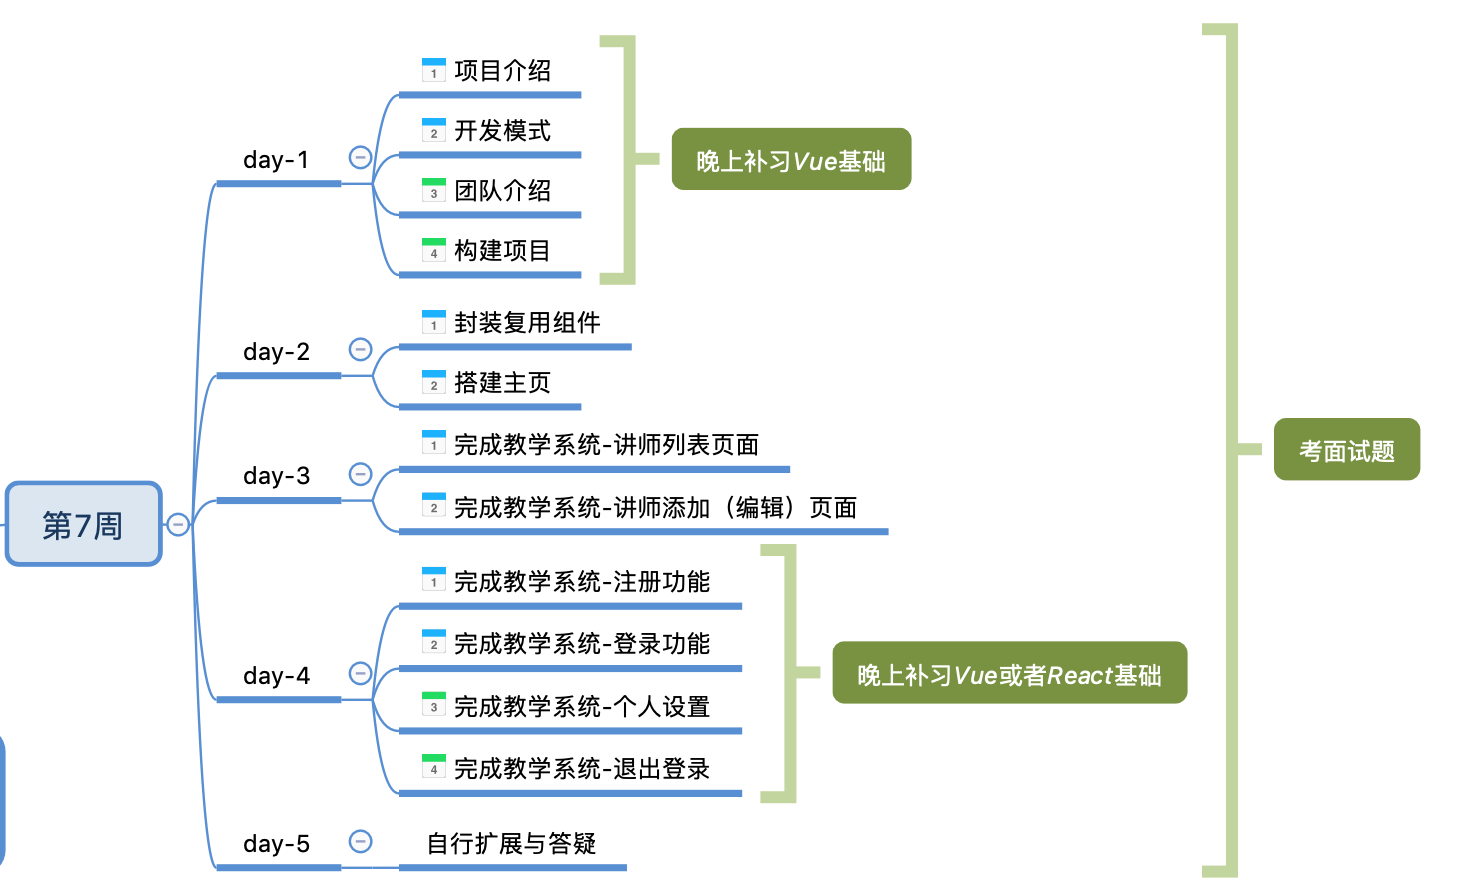 第7周
day-1
1 项目介绍
2 开发模式
3 团队介绍
4 构建项目
晚上补习Vue基础
day-2
1 封装复用组件
2 搭建主页
day-3
1 完成教学系统-讲师列表页面
2 完成教学系统-讲师添加（编辑）页面
day-4
1 完成教学系统-注册功能
2 完成教学系统-登录功能
3 完成教学系统-个人设置
4 完成教学系统-退出登录
晚上补习Vue或者React基础
day-5
自行扩展与答疑
考面试题